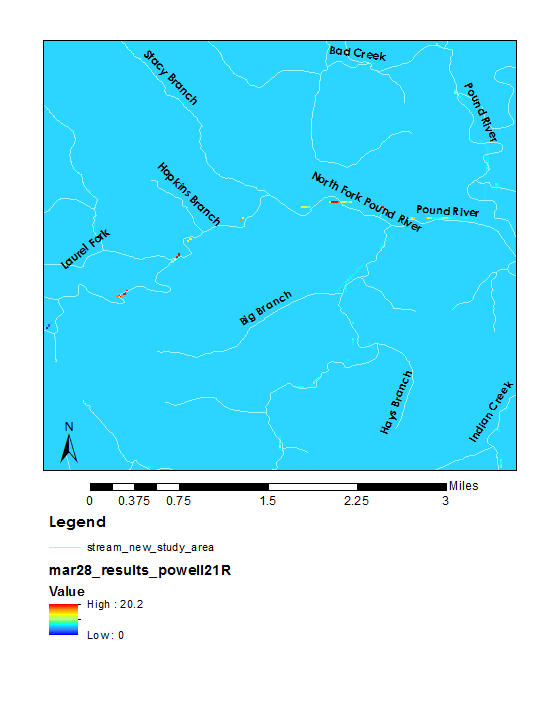 Bad Creek
Stacy Branch
Pound River
Hopkins Branch
North Fork Pound River
Pound River
Laurel Fork
Big Branch
Hays Branch
Indian Creek
N
Miles
0 0.375 0.75 1.5 2.25 3
Legend
stream_new_study_area
mar28_results_powell21R
Value
High : 20.2
Low : 0